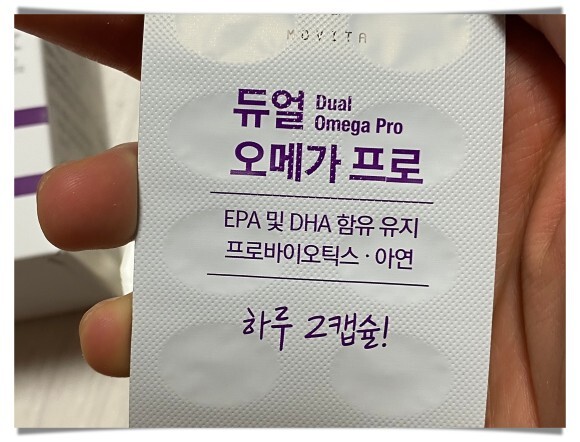 MOVITA
듀얼 Dual
Omega Pro
오메가 프로
EPA 및 DHA 함유 유지
프로바이오틱스 · 아연
하루 2캡슐!